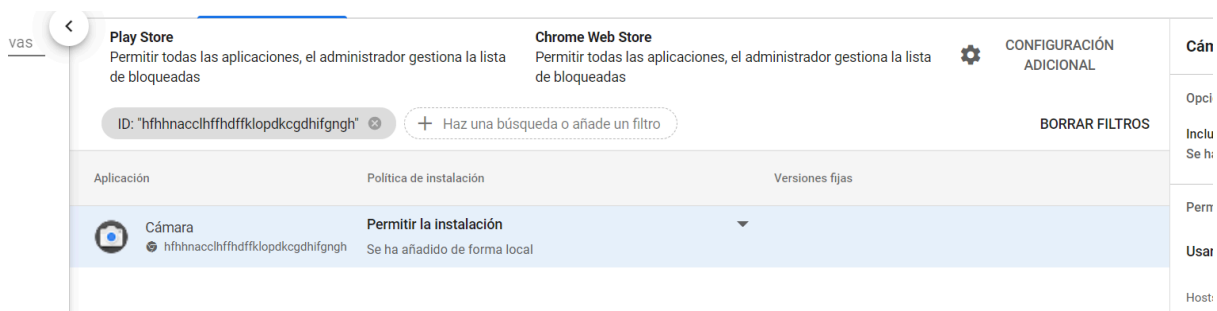 vas
Play Store
Permitir todas las aplicaciones, el administrador gestiona la lista
de bloqueadas
Chrome Web Store
Permitir todas las aplicaciones, el administrador gestiona la lista
de bloqueadas
CONFIGURACIÓN
ADICIONAL
ID: "hfhhnacclhffhdffklopdkcgdhifgngh"
Haz una búsqueda o añade un filtro
BORRAR FILTROS
Aplicación
Política de instalación
Versiones fijas
Cámara
hfhhnacclhffhdffklopdkcgdhifgngh
Permitir la instalación
Se ha añadido de forma local
Cám
Opci
Inclu
Se ha
Perm
Usar
Hosts